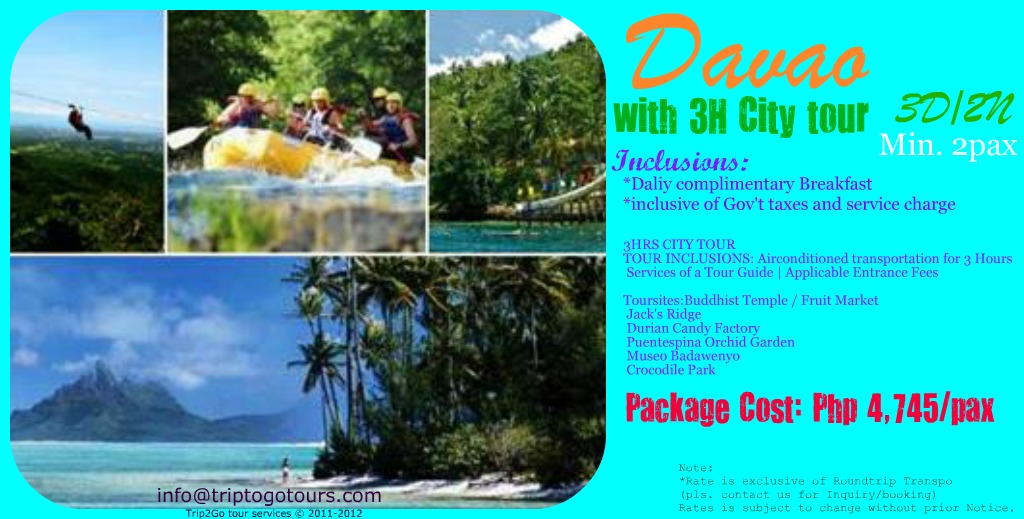 Davao
with 3H City tour
3D/2N
Min. 2pax
Inclusions:
*Daliy complimentary Breakfast
*inclusive of Gov't taxes and service charge
3HRS CITY TOUR
TOUR INCLUSIONS: Airconditioned transportation for 3 Hours
Services of a Tour Guide | Applicable Entrance Fees
Toursites:Buddhist Temple / Fruit Market
Jack's Ridge
Durian Candy Factory
Puentespina Orchid Garden
Museo Badawenyo
Crocodile Park
Package Cost: Php 4,745/pax
Note:
*Rate is exclusive of Roundtrip Transpo
(pls. contact us for Inquiry/booking)
Rates is subject to change without prior Notice.
info@triptogotours.com
Trip2Go tour services © 2011-2012